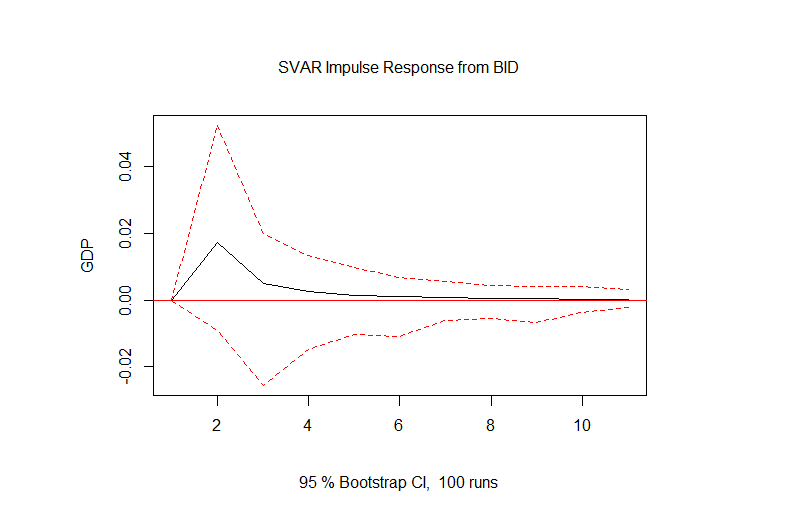 SVAR Impulse Response from BID
GDP
0.04
0.02
0.00
-0.02
2 4 6 8 10
95 % Bootstrap CI, 100 runs